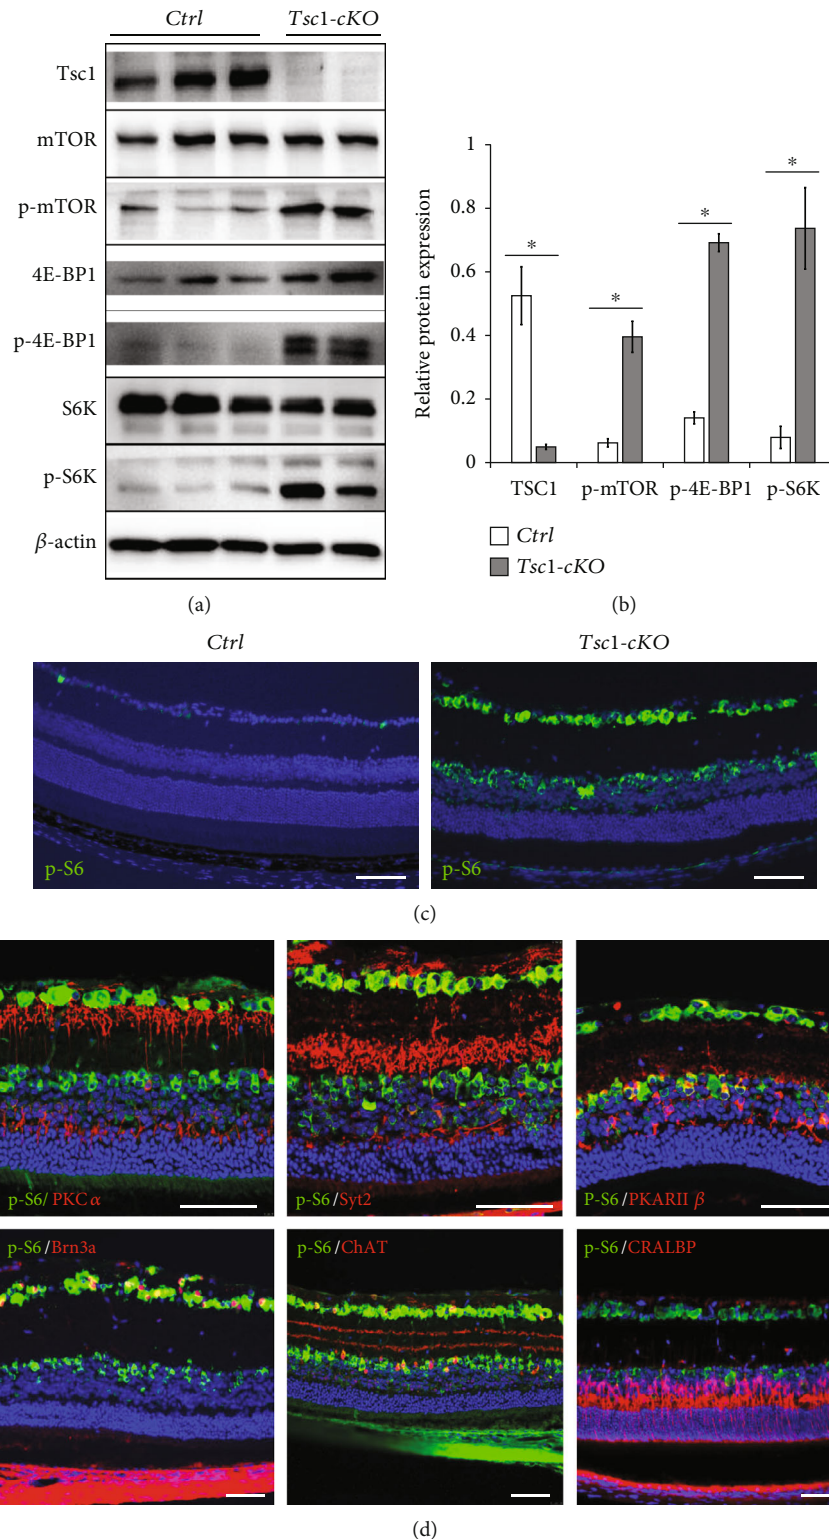 Ctrl Tsc1-cKO
Tsc1
mTOR
p-mTOR
4E-BP1
p-4E-BP1
S6K
p-S6K
β-actin
(a)
Relative protein expression
1
0.8
0.6
0.4
0.2
0
* * * *
TSC1 p-mTOR p-4E-BP1 p-S6K
Ctrl
Tsc1-cKO
(b)
Ctrl Tsc1-cKO
p-S6 p-S6
(c)
p-S6/PKCα p-S6/Syt2 P-S6/PKARII β
p-S6/Brn3a p-S6/ChAT p-S6/CRALBP
(d)